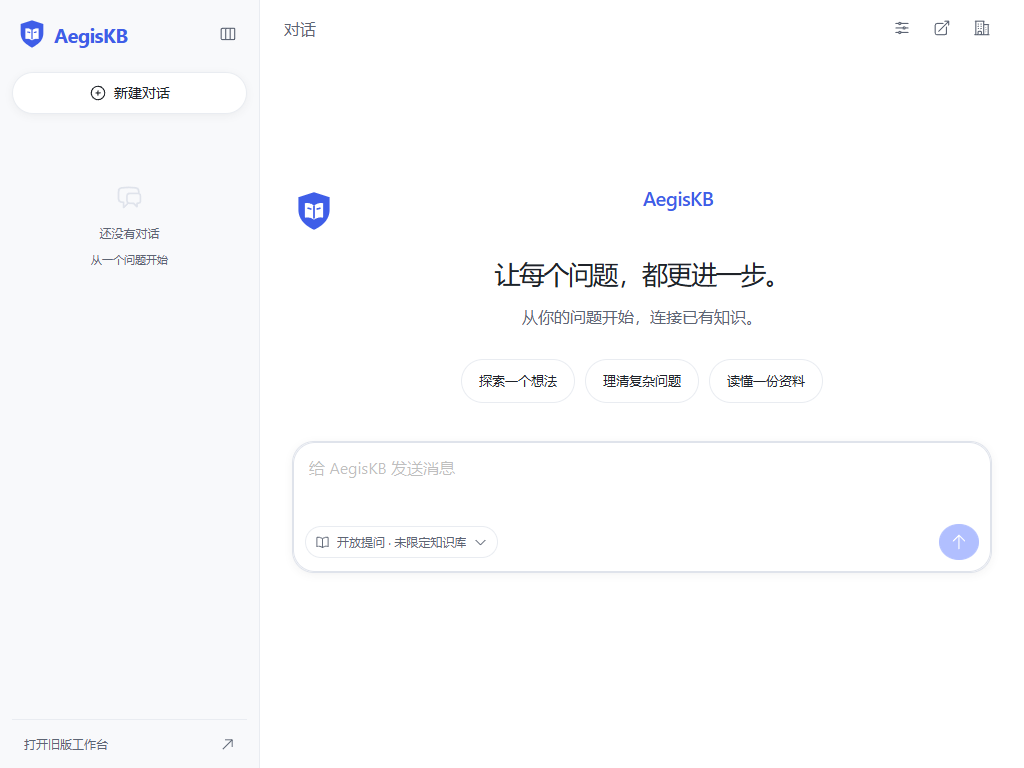 AegisKB
新建对话
还没有对话
从一个问题开始
打开旧版工作台
对话
AegisKB
让每个问题，都更进一步。
从你的问题开始，连接已有知识。
探索一个想法
理清复杂问题
读懂一份资料
给 AegisKB 发送消息
开放提问 · 未限定知识库